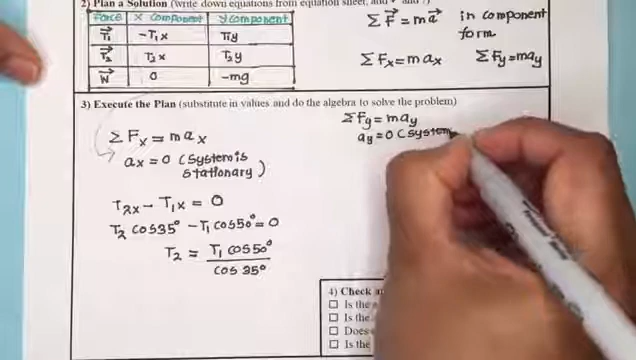 2) Plan a Solution (write down equations from equation sheet,
Force X Component Y Component
T₁ -T₁x T₁y
T₂ T₂x T₂y
W 0 -mg
ΣF = ma in component form
ΣFx = max ΣFy = may
3) Execute the Plan (substitute in values and do the algebra to solve the problem)
ΣFx = max
ax = 0 (System is
stationary)
T₂x - T₁x = 0
T₂ cos35° - T₁ cos50° = 0
T₂ = T₁ cos50°
cos 35°
ΣFy = may
ay = 0 (system
4) Check
☐ Is the
☐ Is the
☐ Does
☐ Is the